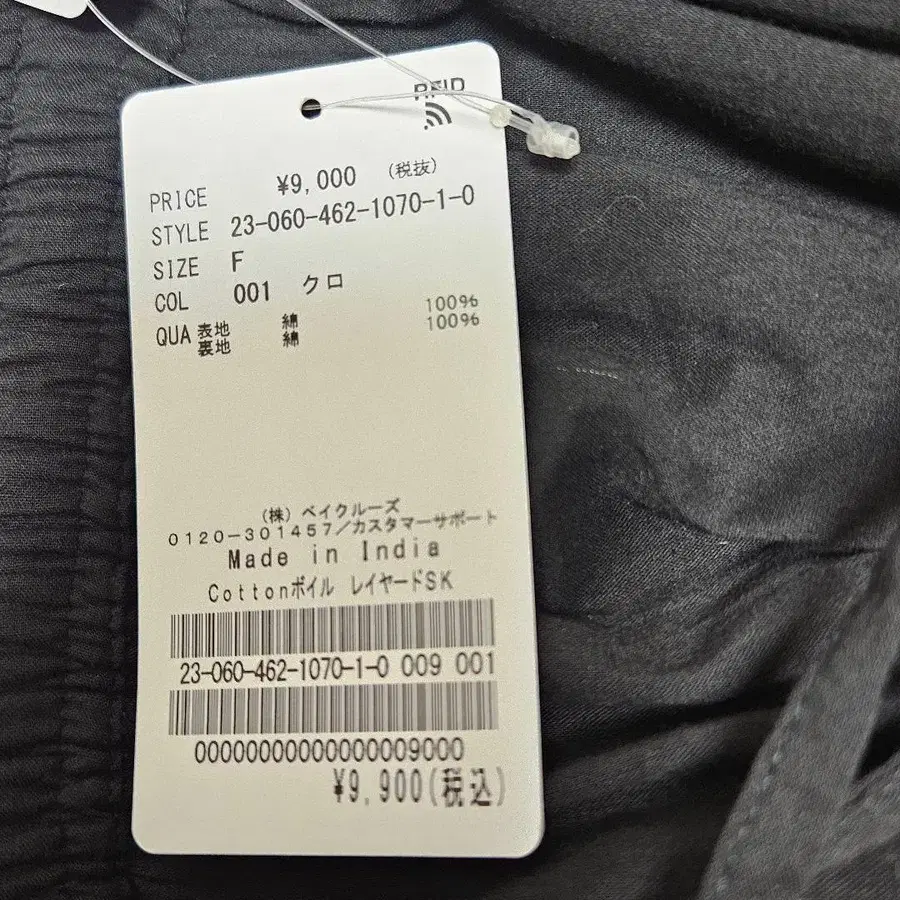 RFID
PRICE ¥9,000 (税抜)
STYLE 23-060-462-1070-1-0
SIZE F
COL 001 クロ
QUA 表地 綿 100%
裏地 綿 100%
(株) ベイクルーズ
0120-301457/カスタマーサポート
Made in India
Cottonボイル レイヤードSK
23-060-462-1070-1-0 009 001
00000000000000009000
¥9,900(税込)